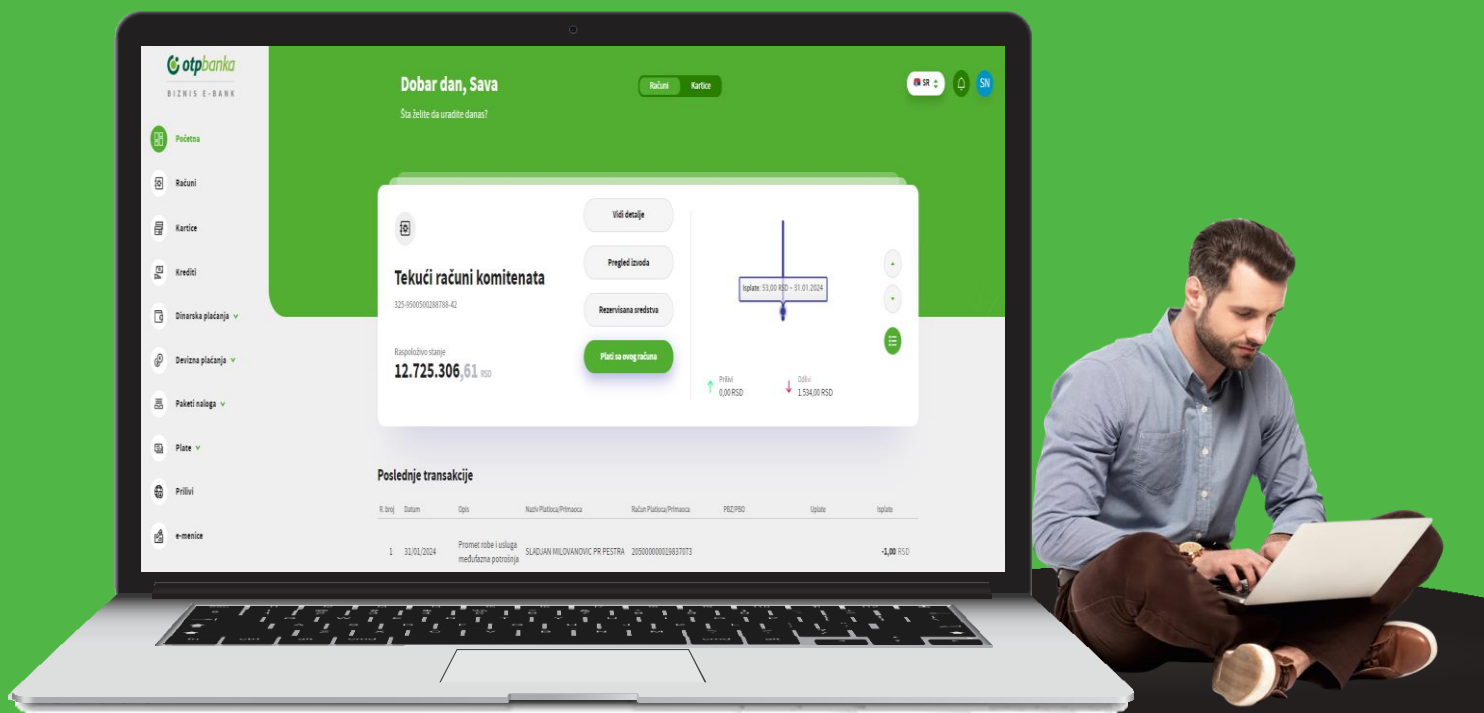 otpbanka
BIZNIS E-BANK
Početna
Računi
Kartice
Krediti
Dinarska plaćanja
Devizna plaćanja
Paketi naloga
Plate
Prilivi
e-menice
Dobar dan, Sava
Šta želite da uradite danas?
Računi Kartice
SR
SN
Tekući računi komitenata
325-9500500288788-42
Raspoloživo stanje
12.725.306,61 RSD
Vidi detalje
Pregled izvoda
Rezervisana sredstva
Plati sa ovog računa
Isplate: 53,00 RSD ~ 31.01.2024
Prilivi
0,00 RSD
Odlivi
1.534,00 RSD
Poslednje transakcije
R. broj Datum Opis Naziv Platioca/Primaoca Račun Platioca/Primaoca PBZ/PBO Uplate Isplate
1 31/01/2024 Promet robe i usluga međufazna potrošnja SLADJAN MILOVANOVIC PR PESTRA 205000000019837073 -1,00 RSD